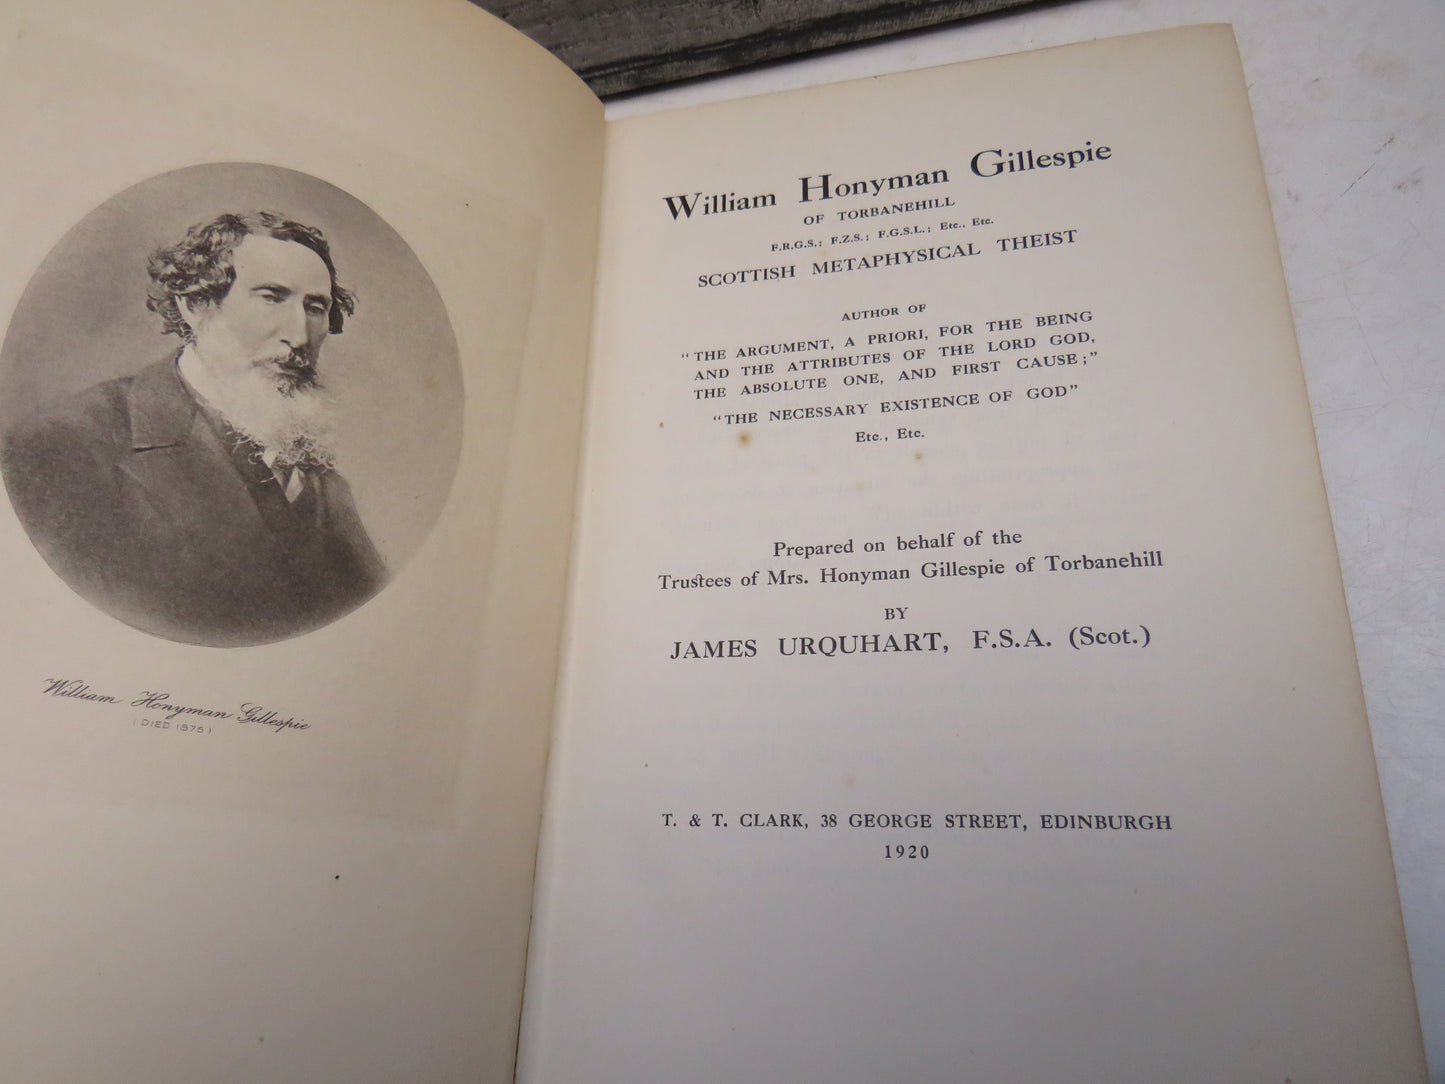 William Honyman Gillespie
(DIED 1875)
William Honyman Gillespie
OF TORBANEHILL
F.R.G.S.; F.Z.S.; F.G.S.L.; Etc., Etc.
SCOTTISH METAPHYSICAL THEIST
AUTHOR OF
"THE ARGUMENT, A PRIORI, FOR THE BEING
AND THE ATTRIBUTES OF THE LORD GOD,
THE ABSOLUTE ONE, AND FIRST CAUSE;"
"THE NECESSARY EXISTENCE OF GOD"
Etc., Etc.
Prepared on behalf of the
Trustees of Mrs. Honyman Gillespie of Torbanehill
BY
JAMES URQUHART, F.S.A. (Scot.)
T. & T. CLARK, 38 GEORGE STREET, EDINBURGH
1920